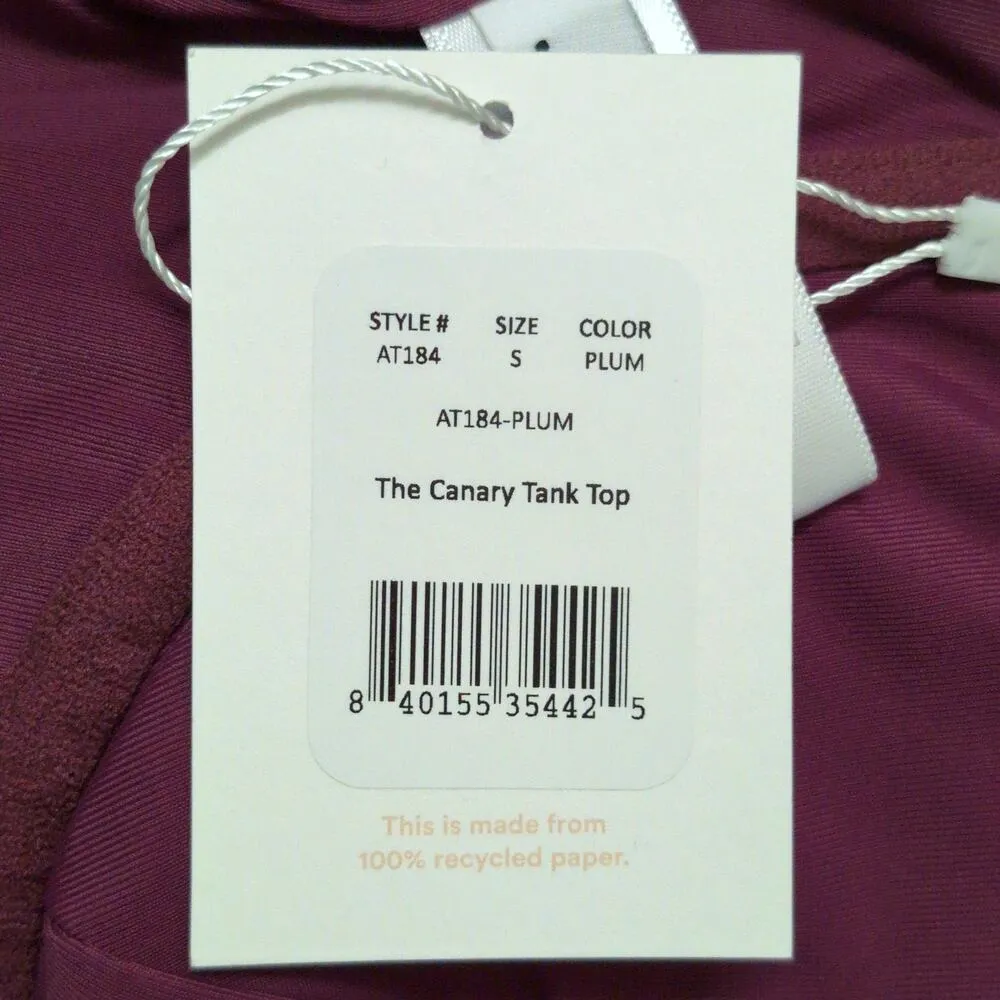 STYLE # SIZE COLOR
AT184 S PLUM
AT184-PLUM
The Canary Tank Top
8 40155 35442 5
This is made from
100% recycled paper.